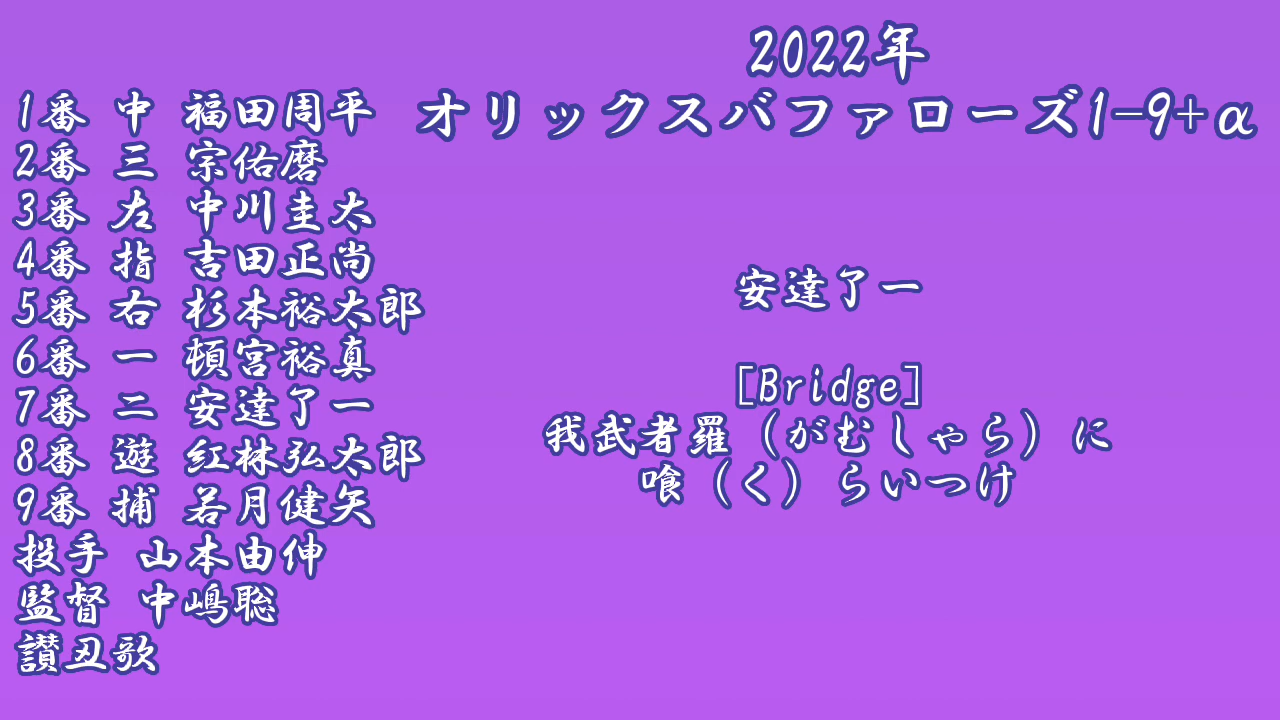 2022年
オリックスバファローズ1-9+α
1番 中 福田周平
2番 三 宗佑磨
3番 左 中川圭太
4番 指 吉田正尚
5番 右 杉本裕太郎
6番 一 頓宮裕真
7番 二 安達了一
8番 遊 紅林弘太郎
9番 捕 若月健矢
投手 山本由伸
監督 中嶋聡
讃丑歌
安達了一
[Bridge]
我武者羅（がむしゃら）に
喰（く）らいつけ